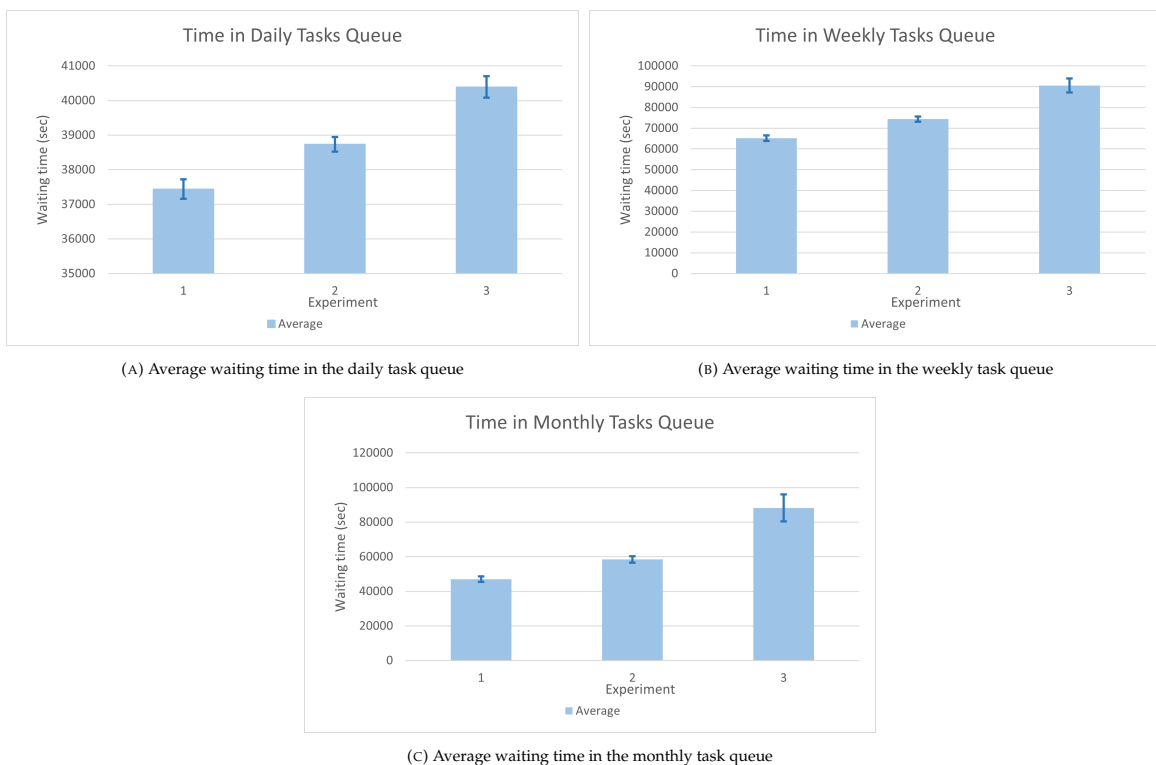 Time in Daily Tasks Queue
Waiting time (sec)
41000
40000
39000
38000
37000
36000
35000
1 2 3
Experiment
Average
(A) Average waiting time in the daily task queue
Time in Weekly Tasks Queue
Waiting time (sec)
100000
90000
80000
70000
60000
50000
40000
30000
20000
10000
0
1 2 3
Experiment
Average
(B) Average waiting time in the weekly task queue
Time in Monthly Tasks Queue
Waiting time (sec)
120000
100000
80000
60000
40000
20000
0
1 2 3
Experiment
Average
(C) Average waiting time in the monthly task queue